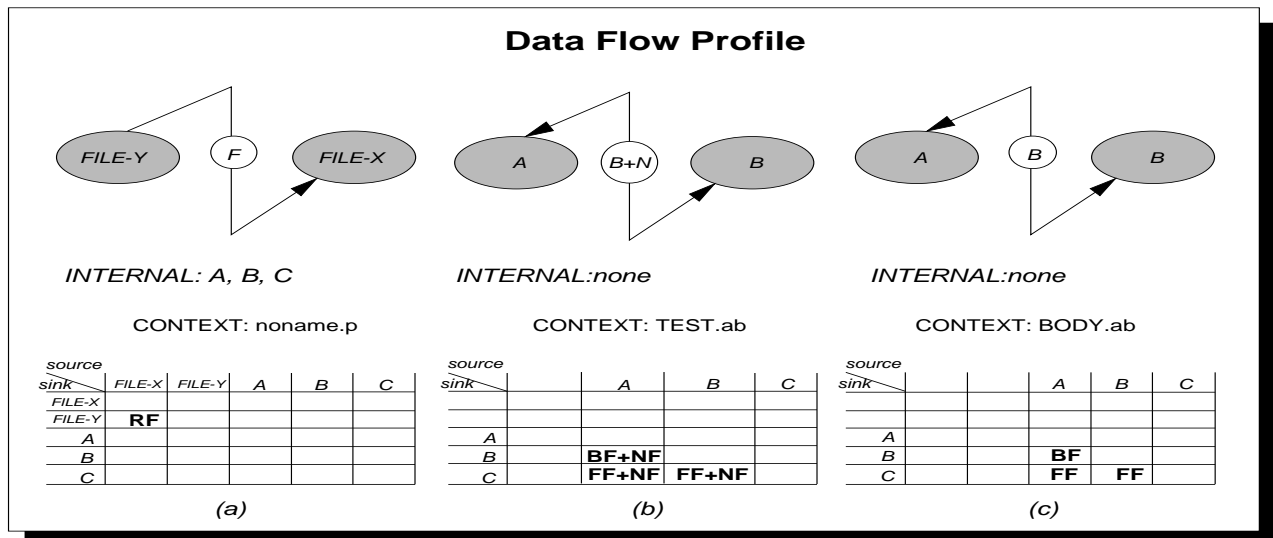 Data Flow Profile
FILE-Y F FILE-X
A B+N B
A B B
INTERNAL: A, B, C
INTERNAL:none
INTERNAL:none
CONTEXT: noname.p
CONTEXT: TEST.ab
CONTEXT: BODY.ab
source
sink FILE-X FILE-Y A B C
FILE-X
FILE-Y RF
A
B
C
(a)
source
sink A B C
A
B BF+NF
C FF+NF FF+NF
(b)
source
sink A B C
A
B BF
C FF FF
(c)